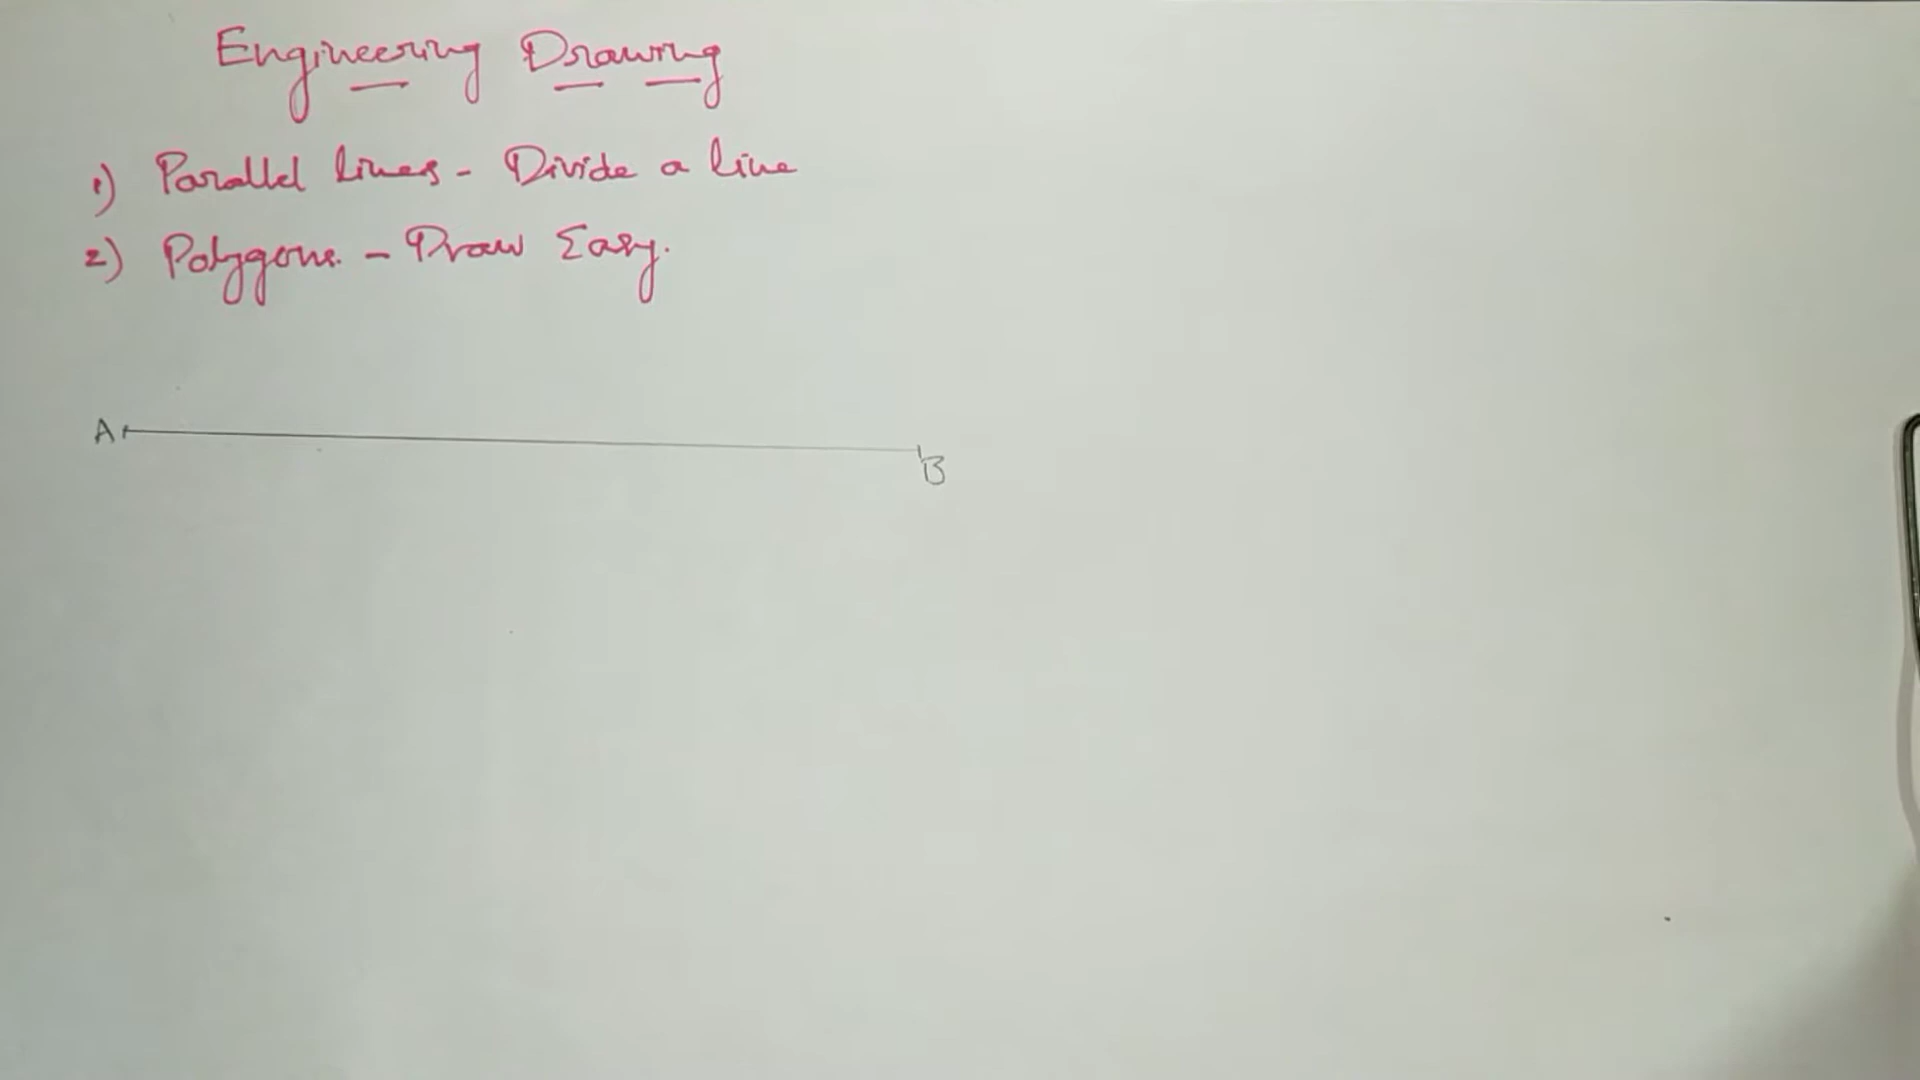 Engineering Drawing
1) Parallel lines - Divide a line
2) Polygons. - Draw Easy.
A
B